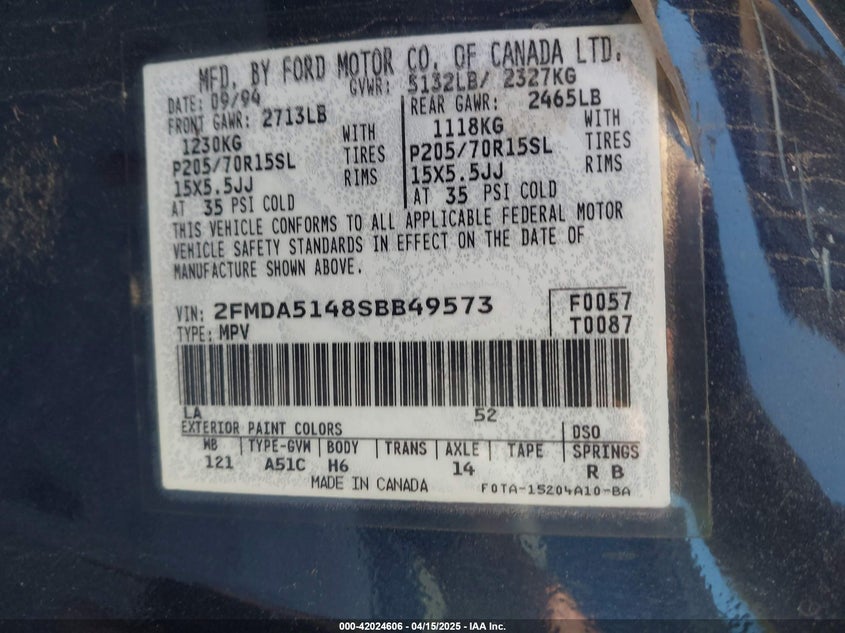 MFD. BY FORD MOTOR CO. OF CANADA LTD.
DATE: 09/94 GVWR: 5132LB/ 2327KG
FRONT GAWR: 2713LB REAR GAWR: 2465LB
1230KG WITH 1118KG WITH
P205/70R15SL TIRES P205/70R15SL TIRES
15X5.5JJ RIMS 15X5.5JJ RIMS
AT 35 PSI COLD AT 35 PSI COLD
THIS VEHICLE CONFORMS TO ALL APPLICABLE FEDERAL MOTOR
VEHICLE SAFETY STANDARDS IN EFFECT ON THE DATE OF
MANUFACTURE SHOWN ABOVE.
VIN: 2FMDA5148SBB49573 F0057
TYPE: MPV T0087
LA 52
EXTERIOR PAINT COLORS DSO
WB TYPE-GVW BODY TRANS AXLE TAPE SPRINGS
121 A51C H6 14 R B
MADE IN CANADA F0TA-15204A10-BA
000-42024606 - 04/15/2025 - IAA Inc.